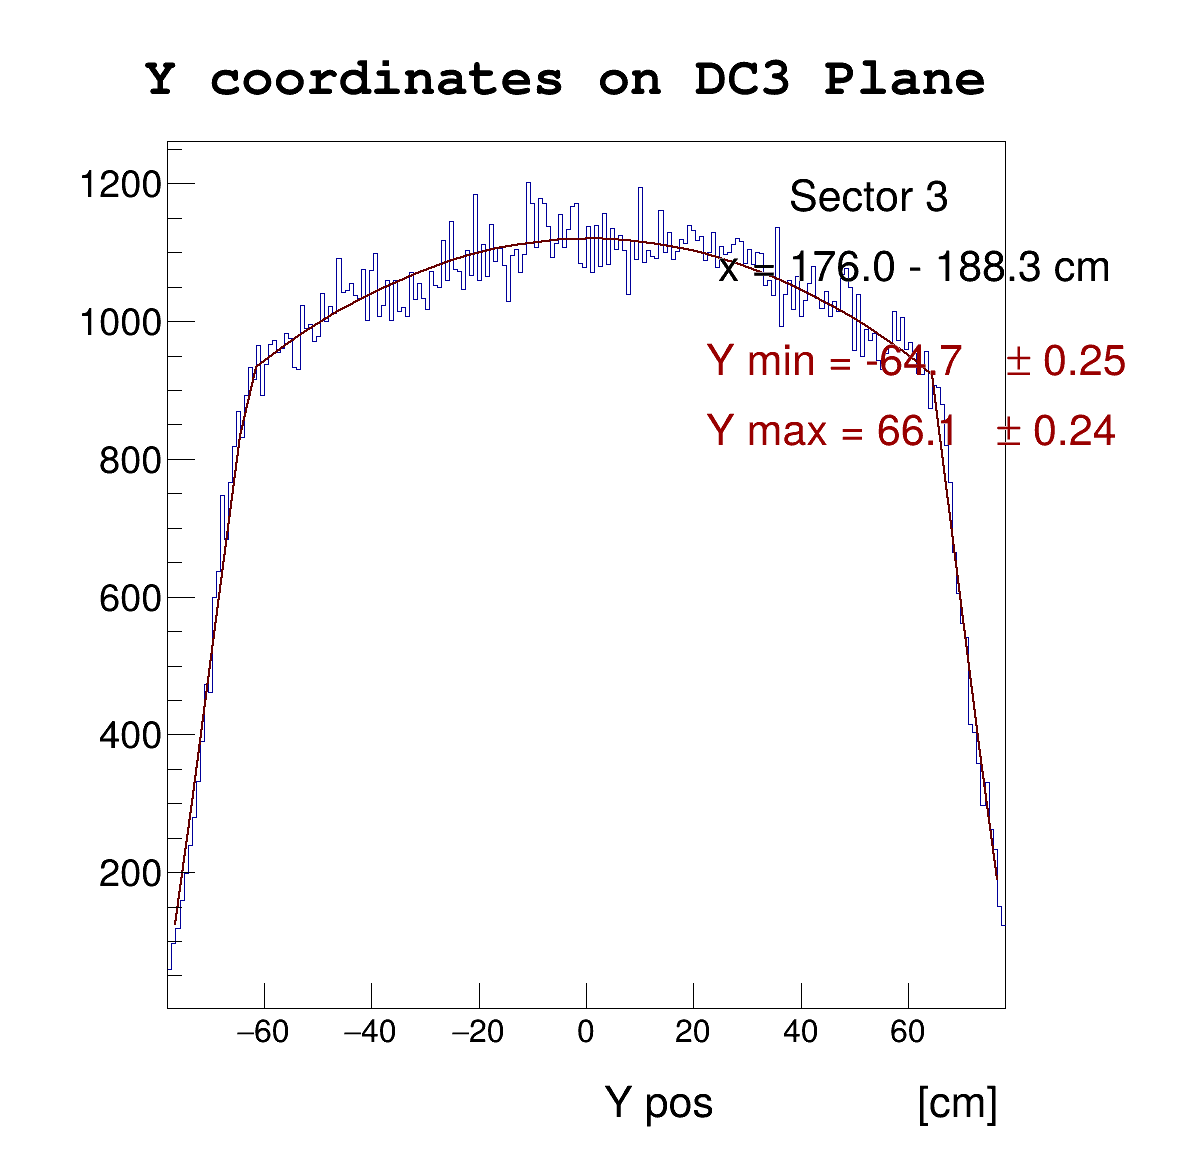 Y coordinates on DC3 Plane
1200
1000
800
600
400
200
Sector 3
x = 176.0 - 188.3 cm
Y min = -64.7 ± 0.25
Y max = 66.1 ± 0.24
−60 −40 −20 0 20 40 60
Y pos [cm]